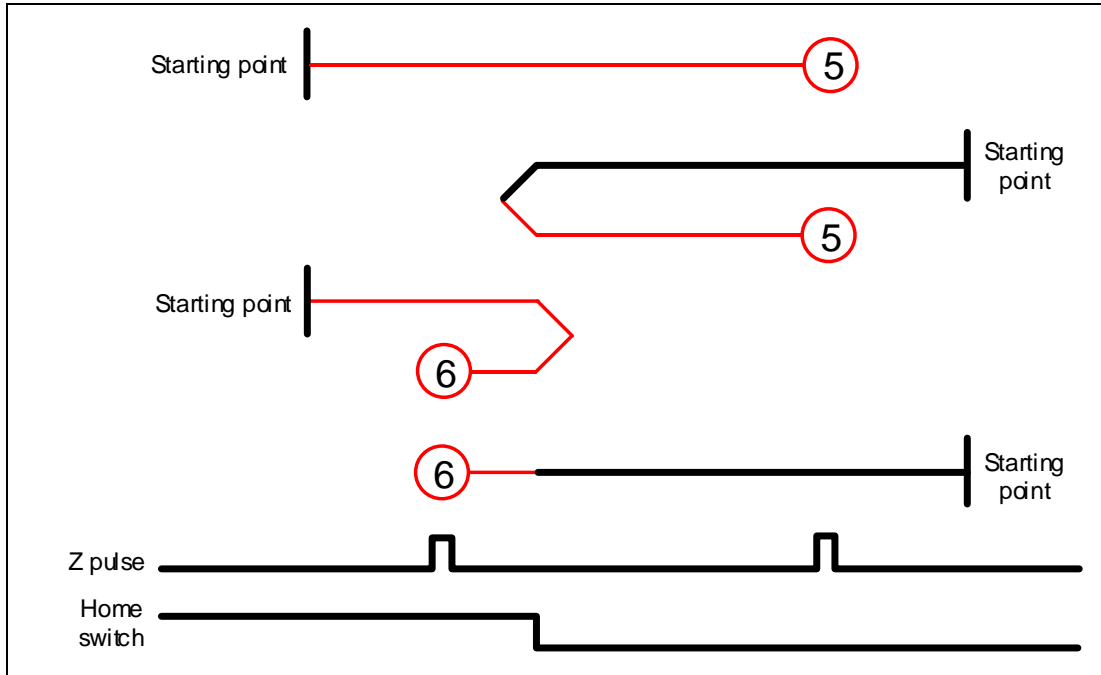 Starting point
5
Starting
point
5
Starting point
6
6
Starting
point
Z pulse
Home
switch